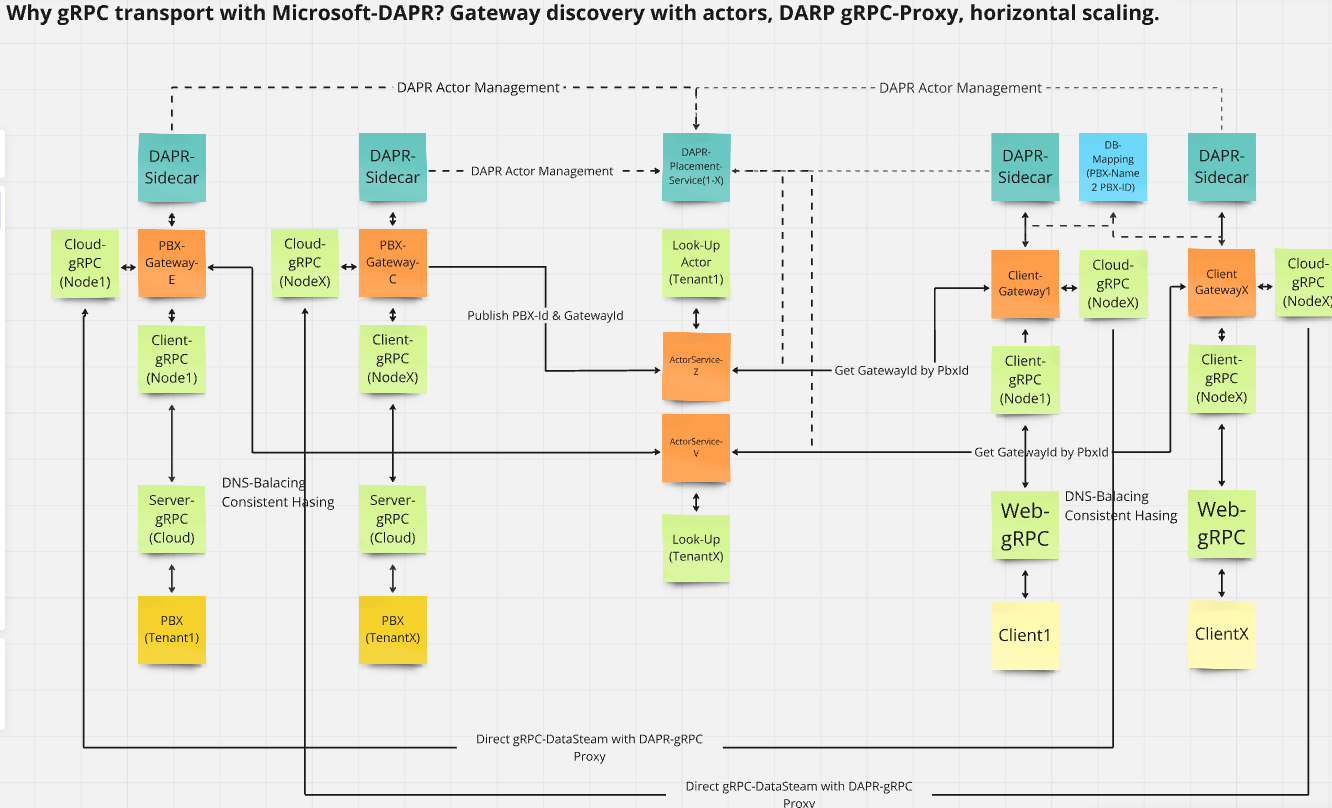 Why gRPC transport with Microsoft-DAPR? Gateway discovery with actors, DARP gRPC-Proxy, horizontal scaling.
DAPR Actor Management
DAPR Actor Management
DAPR-
Sidecar
DAPR-
Sidecar
DAPR Actor Management
DAPR-
Placement-
Service(1-X)
DAPR-
Sidecar
DB-
Mapping
(PBX-Name
2 PBX-ID)
DAPR-
Sidecar
Cloud-
gRPC
(Node1)
PBX-
Gateway-
E
Cloud-
gRPC
(NodeX)
PBX-
Gateway-
C
Look-Up
Actor
(Tenant1)
Client-
Gateway1
Cloud-
gRPC
(NodeX)
Client
GatewayX
Cloud-
gRPC
(NodeX)
Publish PBX-Id & GatewayId
Client-
gRPC
(Node1)
Client-
gRPC
(NodeX)
ActorService-
Z
Get GatewayId by PbxId
Client-
gRPC
(Node1)
Client-
gRPC
(NodeX)
ActorService-
V
Get GatewayId by PbxId
DNS-Balacing
Consistent Hasing
DNS-Balacing
Consistent Hasing
Server-
gRPC
(Cloud)
Server-
gRPC
(Cloud)
Look-Up
(TenantX)
Web-
gRPC
Web-
gRPC
PBX
(Tenant1)
PBX
(TenantX)
Client1
ClientX
Direct gRPC-DataSteam with DAPR-gRPC
Proxy
Direct gRPC-DataSteam with DAPR-gRPC
Proxy